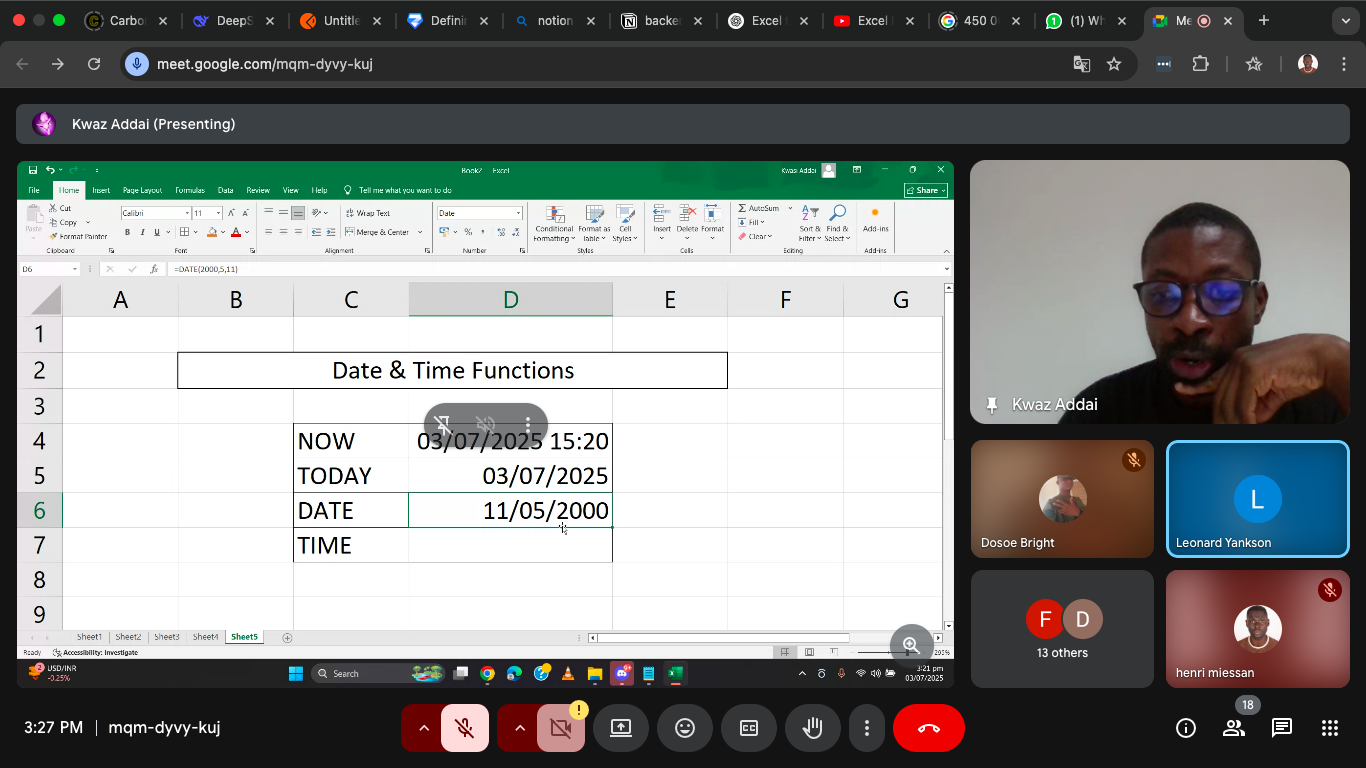 Carbo
DeepS
Untitle
Definir
notion
backer
Excel f
Excel
450 0
(1) Wh
Me
meet.google.com/mqm-dyvy-kuj
Kwaz Addai (Presenting)
Book2 - Excel
Kwasi Addai
File Home Insert Page Layout Formulas Data Review View Help Tell me what you want to do Share
Paste
Cut
Copy
Format Painter
Clipboard
Calibri 11
B I U
Font
Wrap Text
Merge & Center
Alignment
Date
Number
Conditional Formatting
Format as Table
Cell Styles
Styles
Insert Delete Format
Cells
AutoSum
Fill
Clear
Sort & Filter
Find & Select
Editing
Add-ins
Add-ins
D6 fx =DATE(2000,5,11)
A B C D E F G
1
2 Date & Time Functions
3
4 NOW 03/07/2025 15:20
5 TODAY 03/07/2025
6 DATE 11/05/2000
7 TIME
8
9
Sheet1 Sheet2 Sheet3 Sheet4 Sheet5
Ready Accessibility: Investigate 295%
2
USD/INR
-0.25%
Search
3:21 pm
03/07/2025
Kwaz Addai
Dosoe Bright
L
Leonard Yankson
F D
13 others
henri miessan
3:27 PM | mqm-dyvy-kuj
18